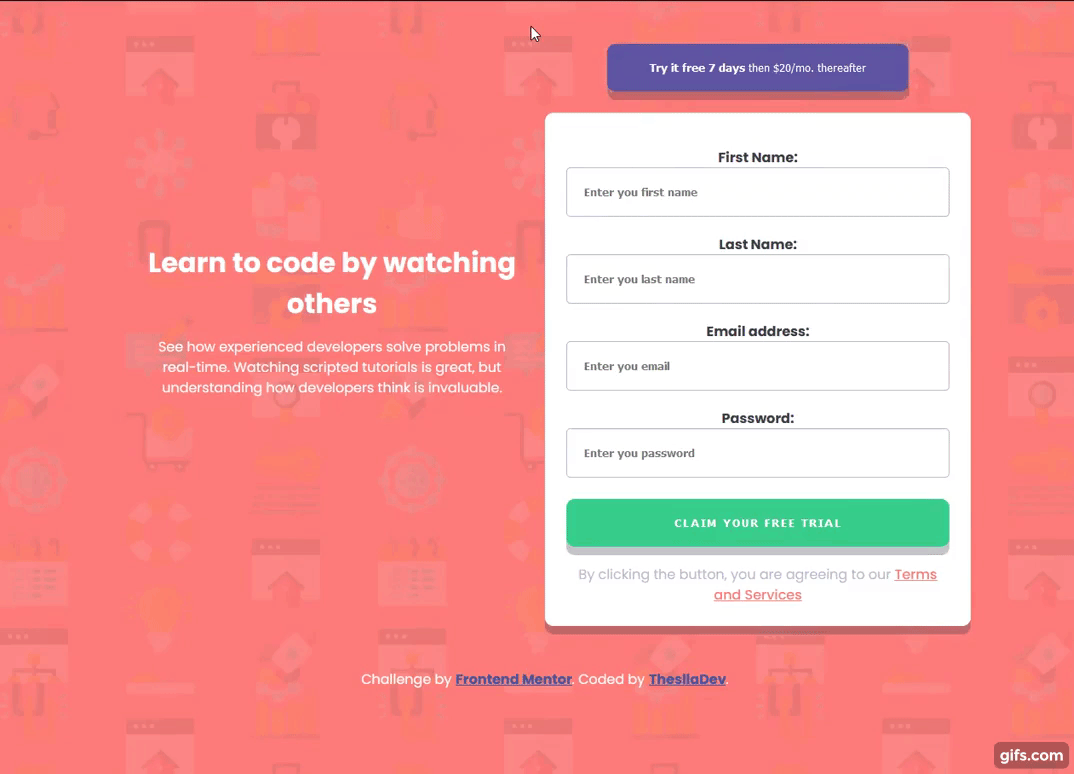 Try it free 7 days then $20/mo. thereafter
Learn to code by watching
others
See how experienced developers solve problems in
real-time. Watching scripted tutorials is great, but
understanding how developers think is invaluable.
First Name:
Enter you first name
Last Name:
Enter you last name
Email address:
Enter you email
Password:
Enter you password
CLAIM YOUR FREE TRIAL
By clicking the button, you are agreeing to our Terms
and Services
Challenge by Frontend Mentor. Coded by ThesllaDev.
gifs.com